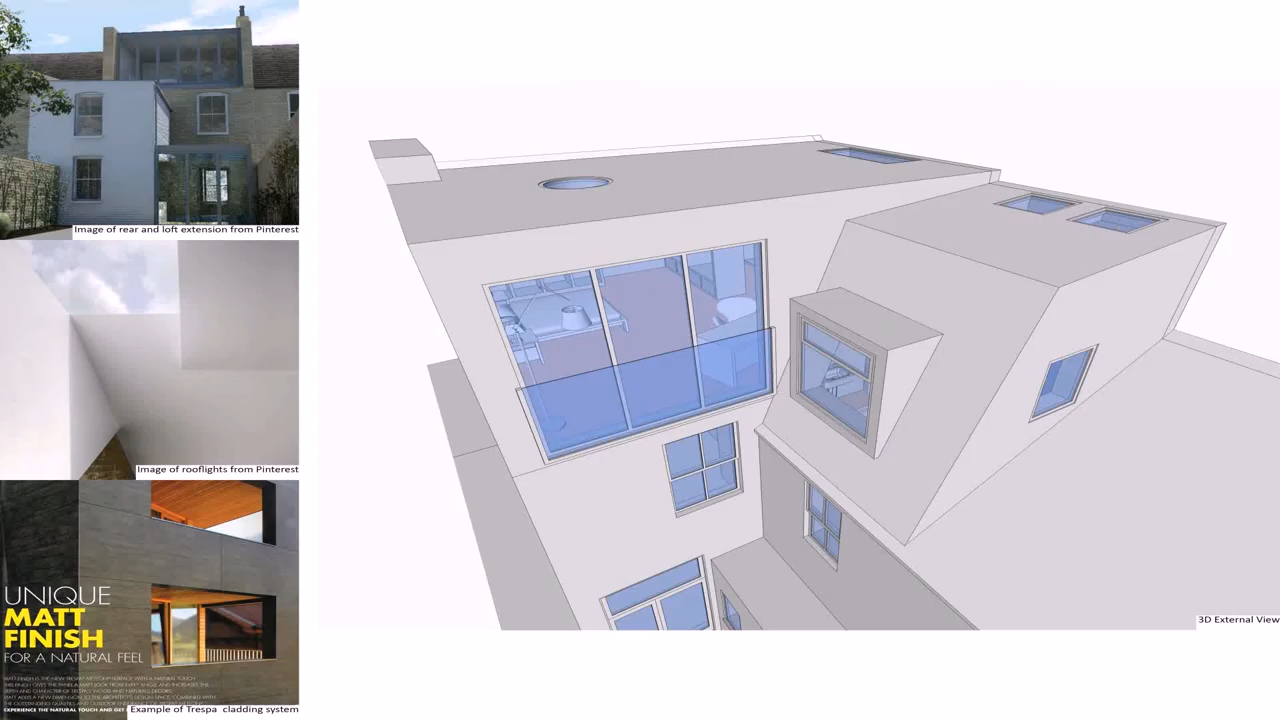 Image of rear and loft extension from Pinterest
Image of rooflights from Pinterest
UNIQUE
MATT
FINISH
FOR A NATURAL FEEL
EXPERIENCE THE NATURAL TOUCH AND GET
Example of Trespa cladding system
3D External View